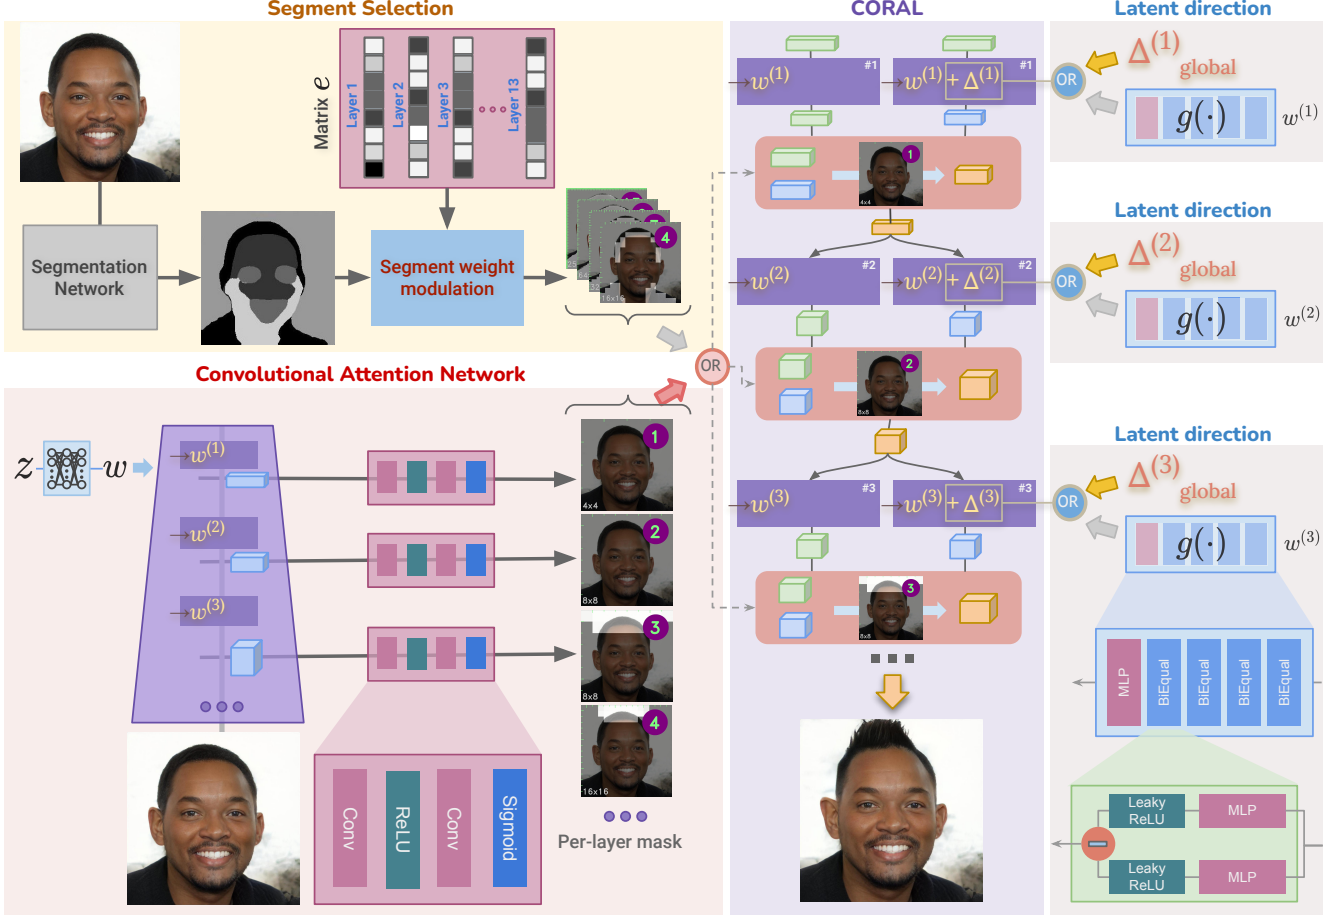 Segment Selection
Matrix e
Layer 1
Layer 2
Layer 3
Layer 13
Segmentation
Network
Segment weight
modulation
4
16x16
Convolutional Attention Network
z
w
w(1)
w(2)
w(3)
1
4x4
2
8x8
3
8x8
4
16x16
Conv
ReLU
Conv
Sigmoid
Per-layer mask
OR
CORAL
w(1)
#1
w(1) + Δ(1)
#1
1
4x4
w(2)
#2
w(2) + Δ(2)
#2
2
8x8
w(3)
#3
w(3) + Δ(3)
#3
3
8x8
Latent direction
OR
Δ(1) global
g(·)
w(1)
Latent direction
OR
Δ(2) global
g(·)
w(2)
Latent direction
OR
Δ(3) global
g(·)
w(3)
MLP
BiEqual
BiEqual
BiEqual
BiEqual
Leaky
ReLU
MLP
Leaky
ReLU
MLP